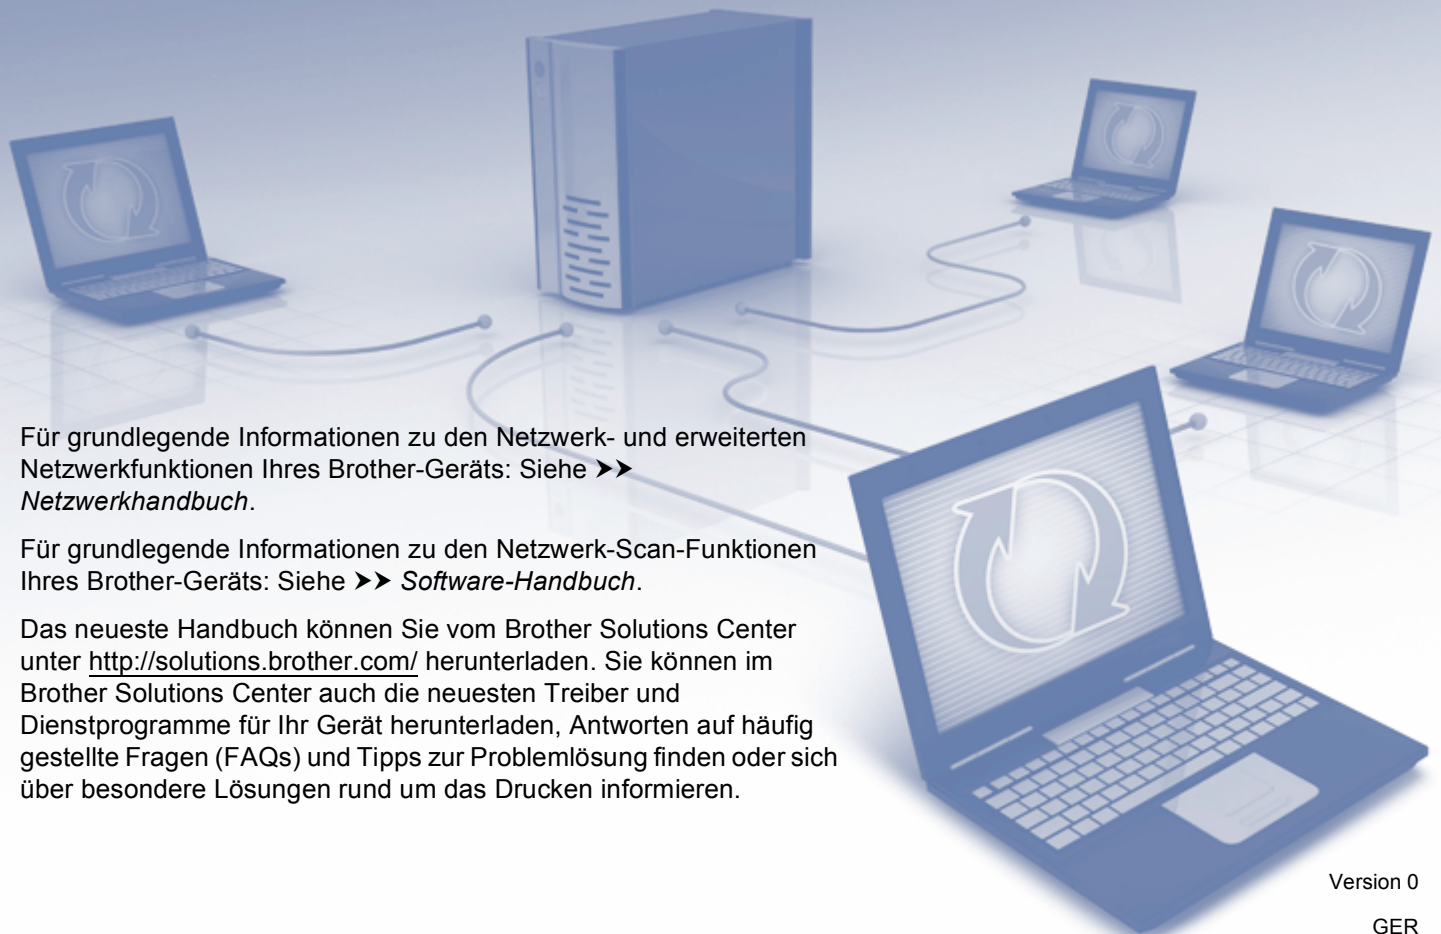 Für grundlegende Informationen zu den Netzwerk- und erweiterten
Netzwerkfunktionen Ihres Brother-Geräts: Siehe ➤➤
Netzwerkhandbuch.
Für grundlegende Informationen zu den Netzwerk-Scan-Funktionen
Ihres Brother-Geräts: Siehe ➤➤ Software-Handbuch.
Das neueste Handbuch können Sie vom Brother Solutions Center
unter http://solutions.brother.com/ herunterladen. Sie können im
Brother Solutions Center auch die neuesten Treiber und
Dienstprogramme für Ihr Gerät herunterladen, Antworten auf häufig
gestellte Fragen (FAQs) und Tipps zur Problemlösung finden oder sich
über besondere Lösungen rund um das Drucken informieren.
Version 0
GER